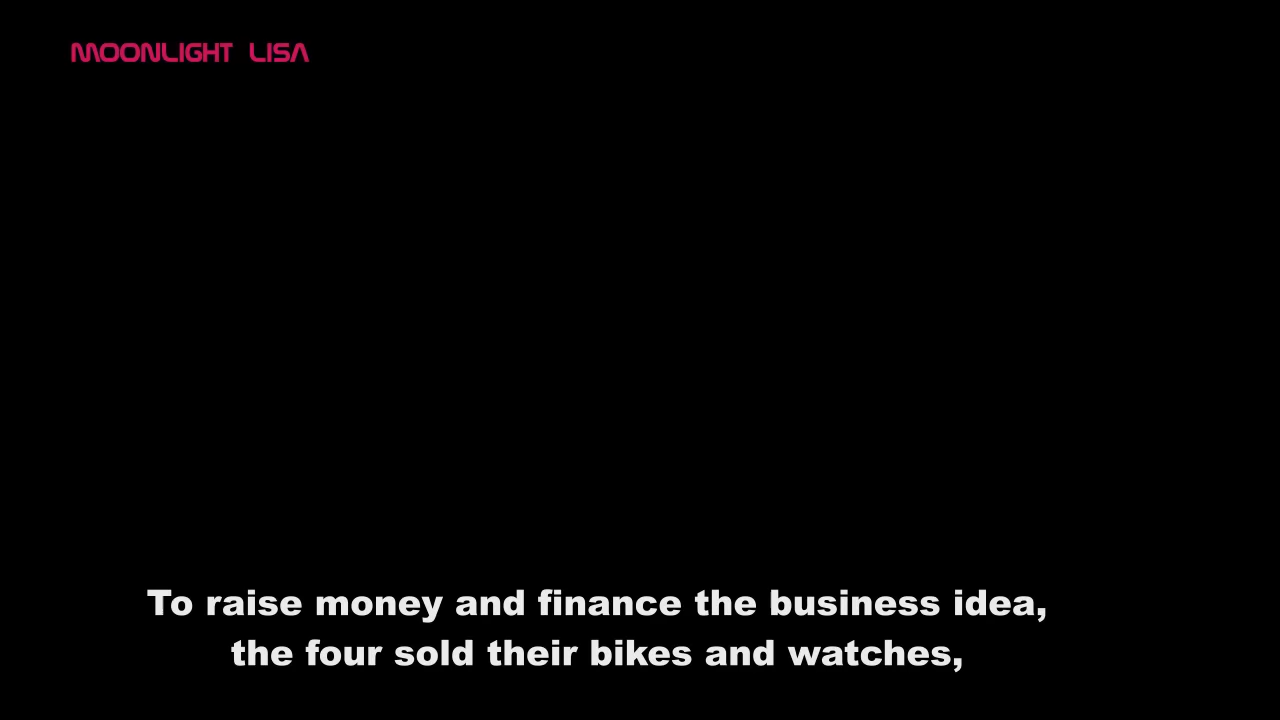 MOONLIGHT LISA
To raise money and finance the business idea,
the four sold their bikes and watches,